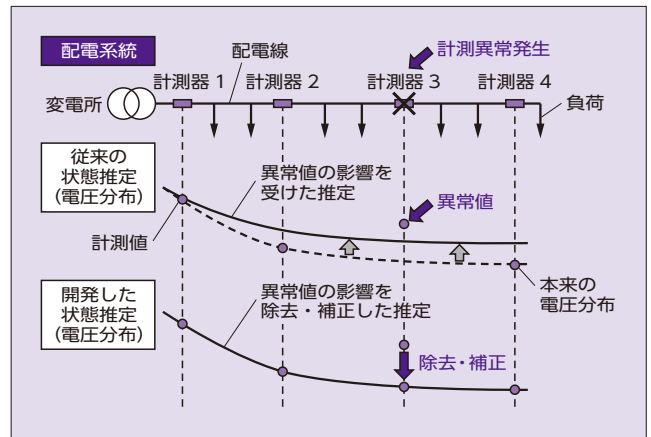 配電系統
配電線
計測異常発生
計測器 1
計測器 2
計測器 3
計測器 4
変電所
負荷
従来の
状態推定
(電圧分布)
異常値の影響を
受けた推定
異常値
計測値
本来の
電圧分布
開発した
状態推定
(電圧分布)
異常値の影響を
除去・補正した推定
除去・補正